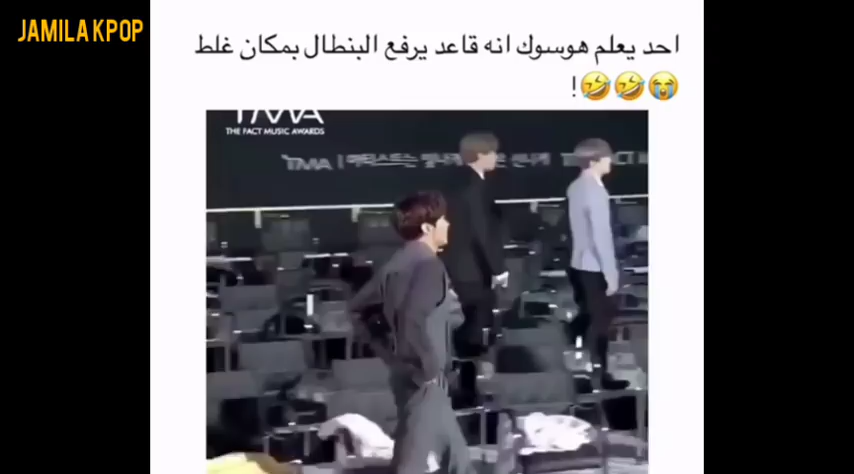 JAMILA KPOP
احد يعلم هوسوك انه قاعد يرفع البنطال بمكان غلط
😭🤣🤣!
TMA
THE FACT MUSIC AWARDS
TMA |